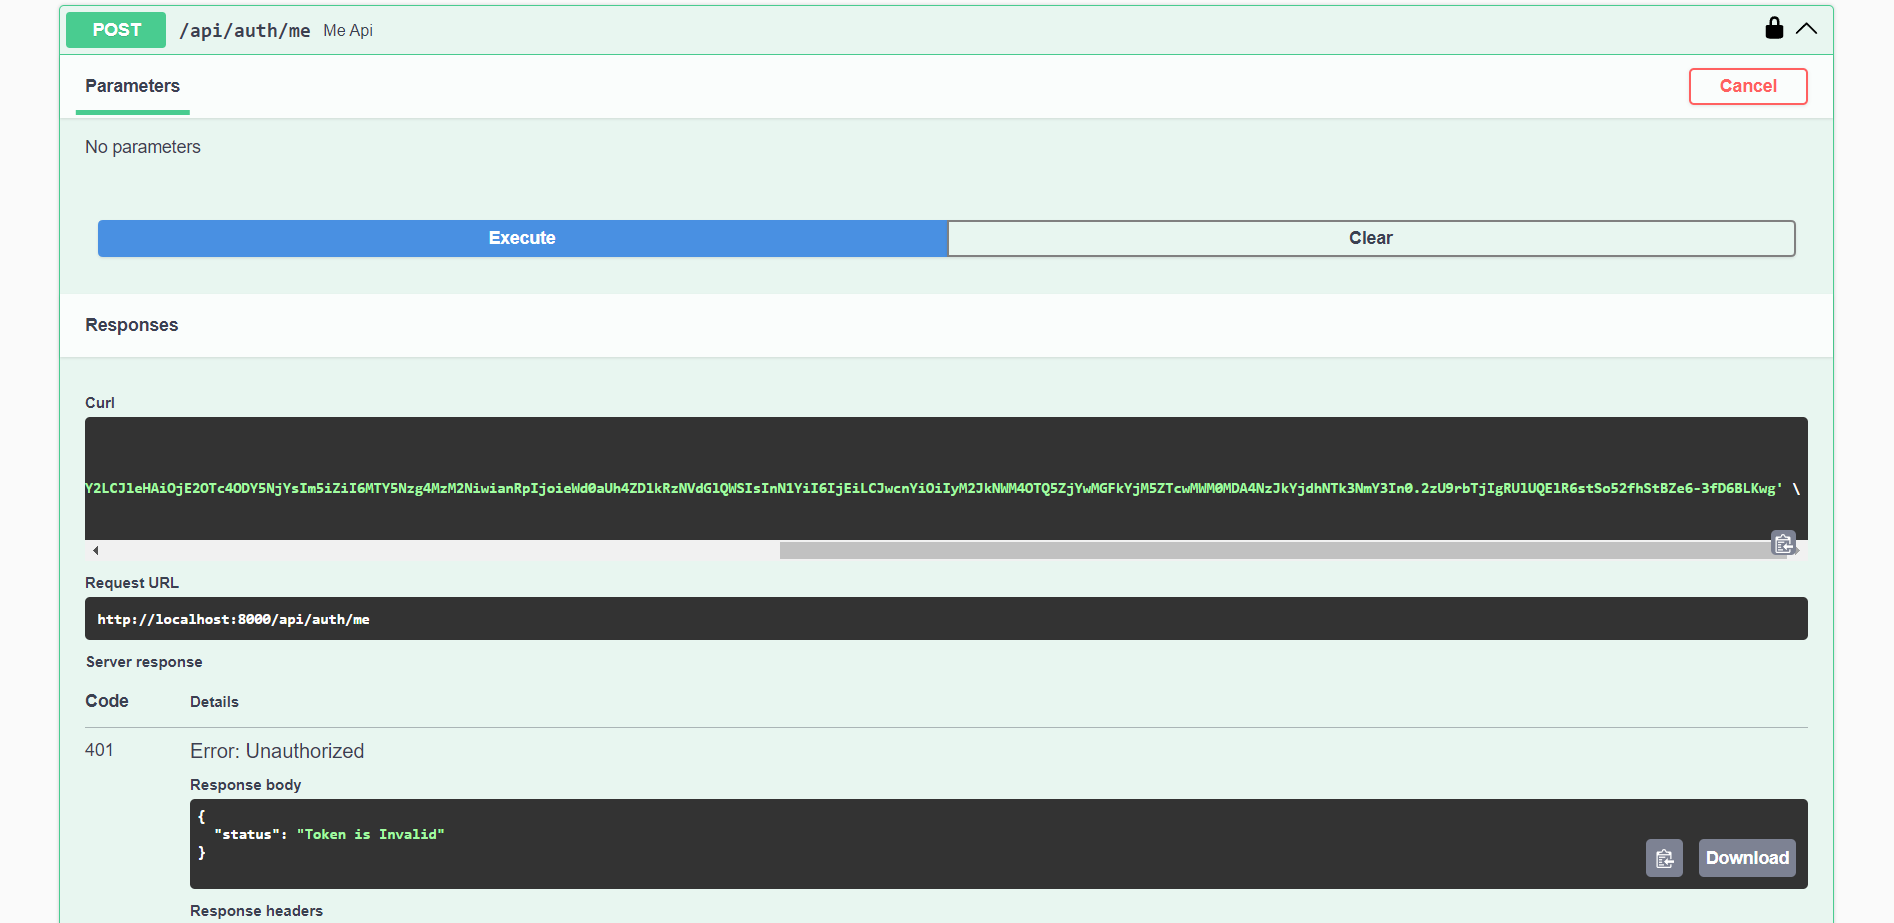 POST /api/auth/me Me Api
Parameters
Cancel
No parameters
Execute
Clear
Responses
Curl
Y2LCJleHAiOjE2OTc4ODY5NjYsIm5iZiI6MTY5Nzg4MzM2NiwianRpIjoieWd0aUh4ZDlkRzNVdGlQWSIsInN1YiI6IjEiLCJwcnYiOiIyM2JkNWM4OTQ5ZjYwMGFkYjM5ZTcwMWM0MDA4NzJkYjdhNTk3NmY3In0.2zU9rbTjIgRUlUQElR6stSo52fhStBZe6-3fD6BLKwg' \
Request URL
http://localhost:8000/api/auth/me
Server response
Code
Details
401
Error: Unauthorized
Response body
{
"status": "Token is Invalid"
}
Download
Response headers